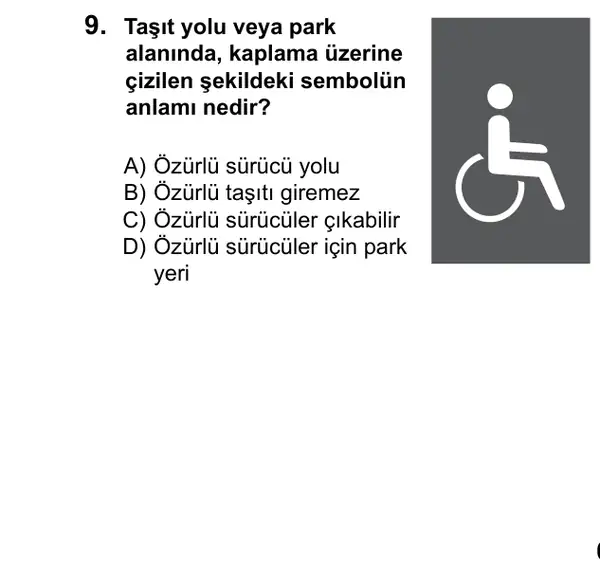 9. Taşıt yolu veya park
alanında, kaplama üzerine
çizilen şekildeki sembolün
anlamı nedir?
A) Özürlü sürücü yolu
B) Özürlü taşıtı giremez
C) Özürlü sürücüler çıkabilir
D) Özürlü sürücüler için park
yeri